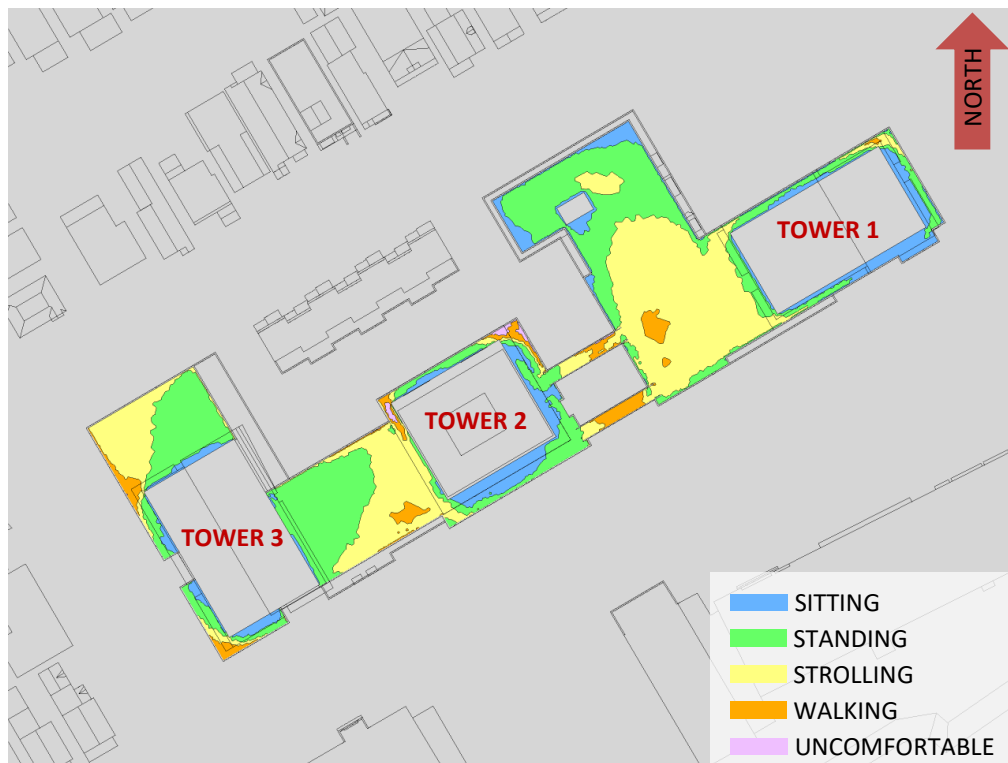 NORTH
TOWER 1
TOWER 2
TOWER 3
SITTING
STANDING
STROLLING
WALKING
UNCOMFORTABLE